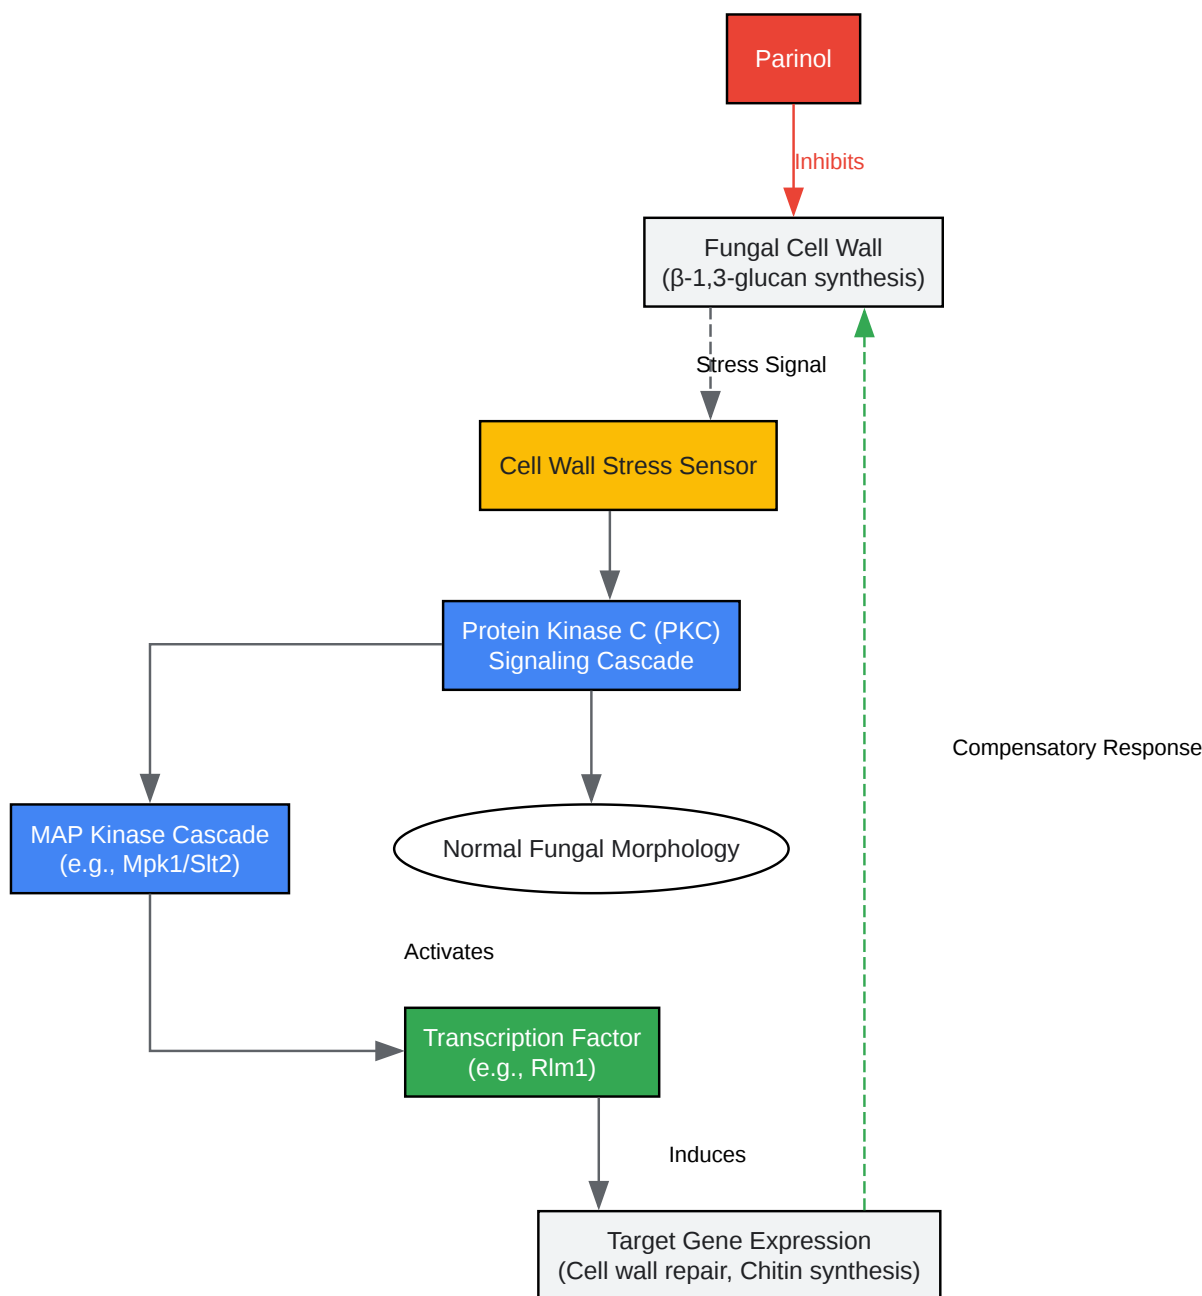 Parinol
Inhibits
Fungal Cell Wall
(β-1,3-glucan synthesis)
Stress Signal
Cell Wall Stress Sensor
Protein Kinase C (PKC)
Signaling Cascade
Compensatory Response
MAP Kinase Cascade
(e.g., Mpk1/Slt2)
Normal Fungal Morphology
Activates
Transcription Factor
(e.g., Rlm1)
Induces
Target Gene Expression
(Cell wall repair, Chitin synthesis)